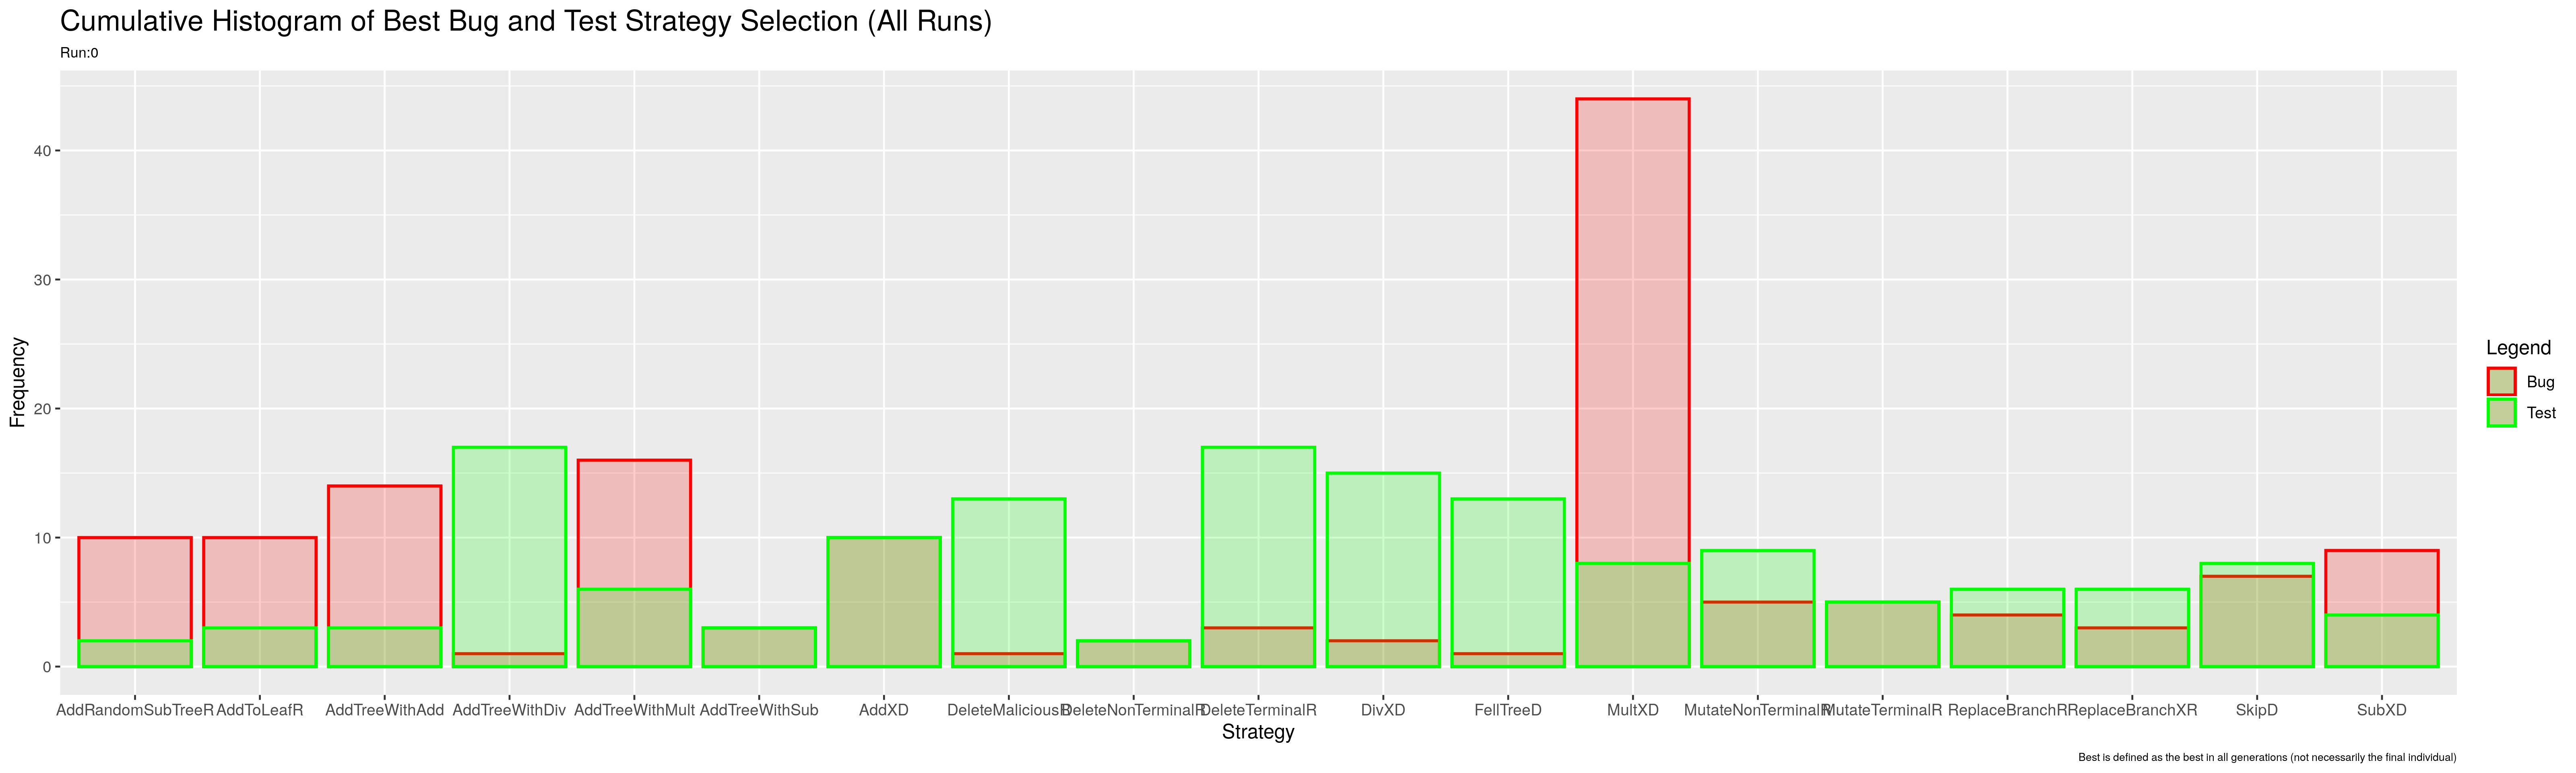 Cumulative Histogram of Best Bug and Test Strategy Selection (All Runs)
Run:0
Frequency
40
30
20
10
0
AddRandomSubTreeR AddToLeafR AddTreeWithAdd AddTreeWithDiv AddTreeWithMult AddTreeWithSub AddXD DeleteMaliciousR DeleteNonTerminalR DeleteTerminalR DivXD FellTreeD MultXD MutateNonTerminalR MutateTerminalR ReplaceBranchR ReplaceBranchXR SkipD SubXD
Strategy
Legend
Bug
Test
Best is defined as the best in all generations (not necessarily the final individual)